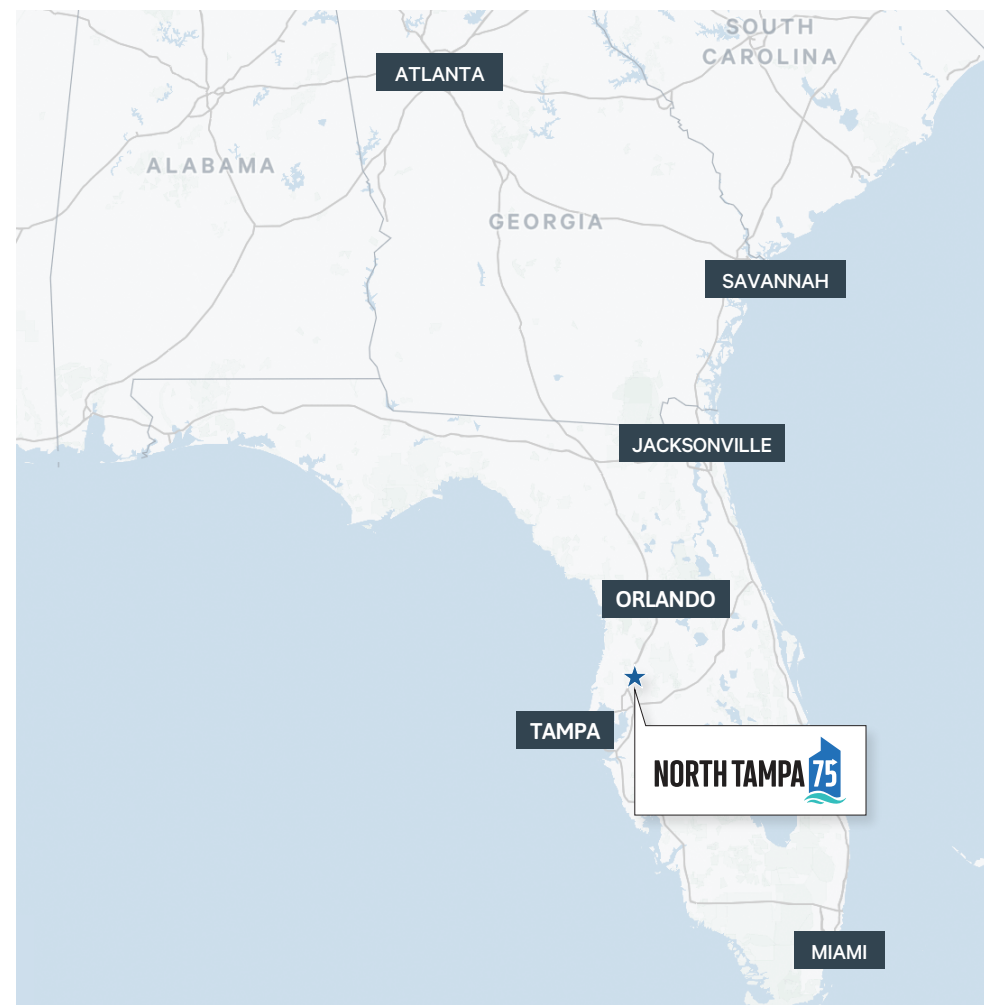 SOUTH
CAROLINA
ATLANTA
ALABAMA
GEORGIA
SAVANNAH
JACKSONVILLE
ORLANDO
TAMPA
NORTH TAMPA 75
MIAMI